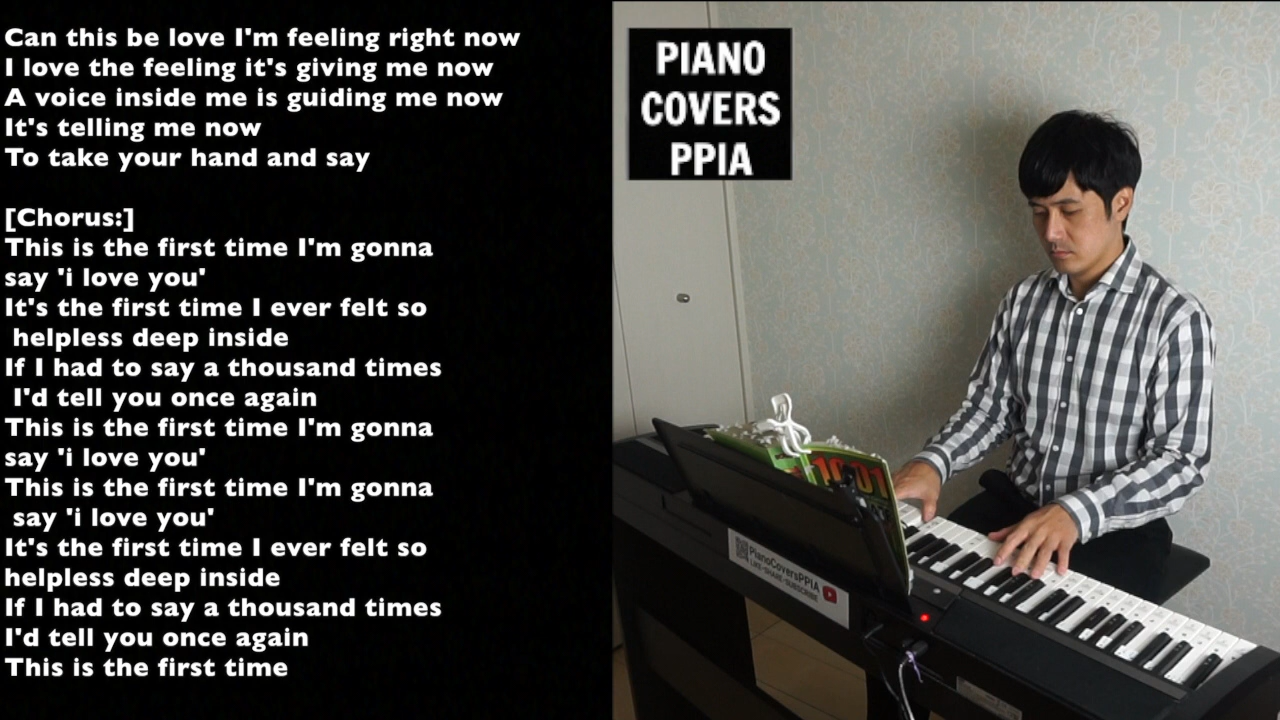 Can this be love I'm feeling right now
I love the feeling it's giving me now
A voice inside me is guiding me now
It's telling me now
To take your hand and say
[Chorus:]
This is the first time I'm gonna
say 'i love you'
It's the first time I ever felt so
helpless deep inside
If I had to say a thousand times
I'd tell you once again
This is the first time I'm gonna
say 'i love you'
This is the first time I'm gonna
say 'i love you'
It's the first time I ever felt so
helpless deep inside
If I had to say a thousand times
I'd tell you once again
This is the first time
PIANO
COVERS
PPIA
1001
PianoCoversPPIA
LIKE-SHARE-SUBSCRIBE